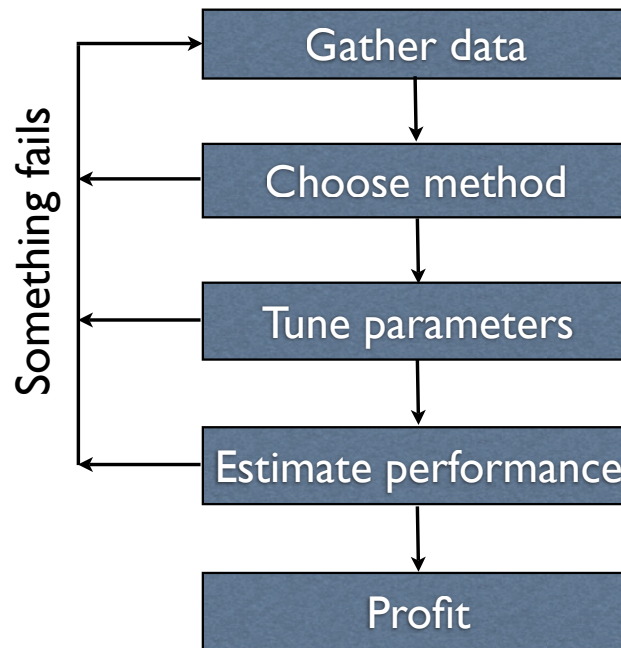 Gather data
Something fails
Choose method
Tune parameters
Estimate performance
Profit